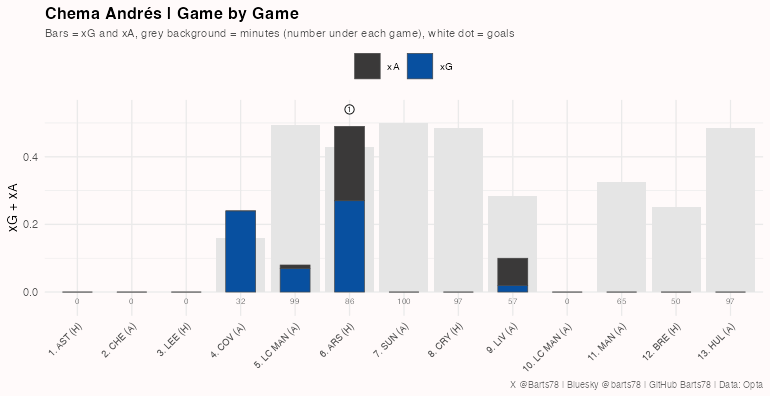 Chema Andrés | Game by Game
Bars = xG and xA, grey background = minutes (number under each game), white dot = goals
xA xG
1
xG + xA
0.4
0.2
0.0
0 0 0 32 99 86 100 97 57 0 65 50 97
1. AST (H)
2. CHE (A)
3. LEE (H)
4. COV (A)
5. LC MAN (A)
6. ARS (H)
7. SUN (A)
8. CRY (H)
9. LIV (A)
10. LC MAN (A)
11. MAN (A)
12. BRE (H)
13. HUL (A)
X @Barts78 | Bluesky @barts78 | GitHub Barts78 | Data: Opta